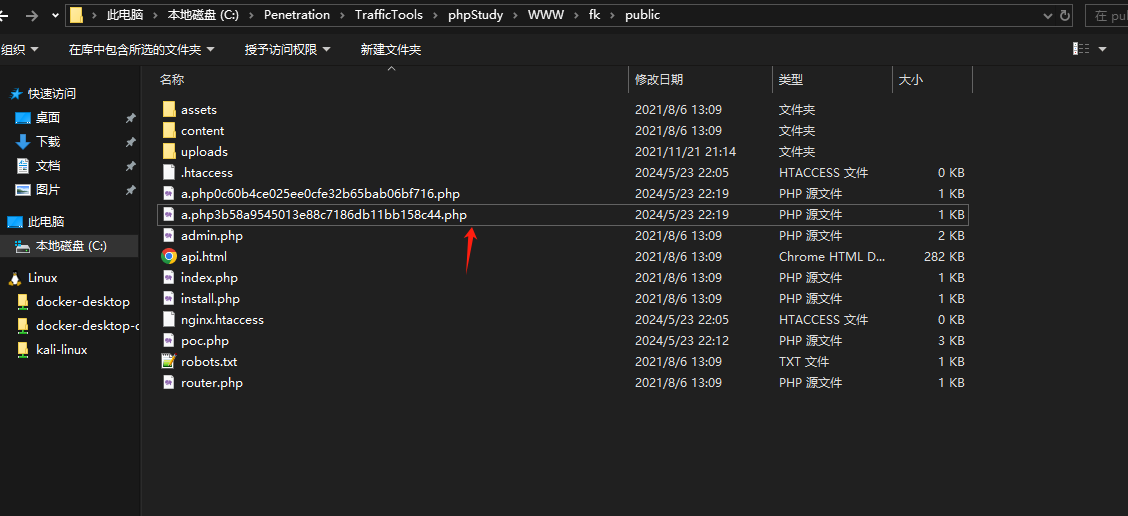 此电脑 › 本地磁盘 (C:) › Penetration › TrafficTools › phpStudy › WWW › fk › public 在 pul
组织 在库中包含所选的文件夹 授予访问权限 新建文件夹
名称 修改日期 类型 大小
快速访问
桌面
下载
文档
图片
此电脑
本地磁盘 (C:)
Linux
docker-desktop
docker-desktop-c
kali-linux
assets 2021/8/6 13:09 文件夹
content 2021/8/6 13:09 文件夹
uploads 2021/11/21 21:14 文件夹
.htaccess 2024/5/23 22:05 HTACCESS 文件 0 KB
a.php0c60b4ce025ee0cfe32b65bab06bf716.php 2024/5/23 22:19 PHP 源文件 1 KB
a.php3b58a9545013e88c7186db11bb158c44.php 2024/5/23 22:19 PHP 源文件 1 KB
admin.php 2021/8/6 13:09 PHP 源文件 2 KB
api.html 2021/8/6 13:09 Chrome HTML D... 282 KB
index.php 2021/8/6 13:09 PHP 源文件 1 KB
install.php 2021/8/6 13:09 PHP 源文件 1 KB
nginx.htaccess 2024/5/23 22:05 HTACCESS 文件 0 KB
poc.php 2024/5/23 22:12 PHP 源文件 3 KB
robots.txt 2021/8/6 13:09 TXT 文件 1 KB
router.php 2021/8/6 13:09 PHP 源文件 1 KB